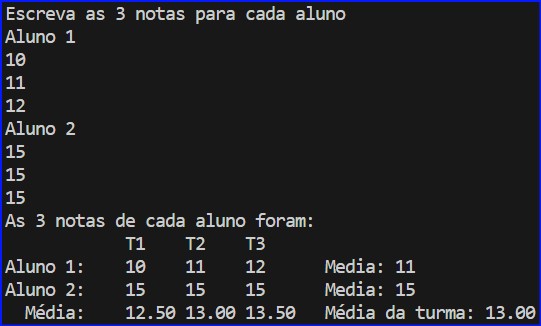 Escreva as 3 notas para cada aluno
Aluno 1
10
11
12
Aluno 2
15
15
15
As 3 notas de cada aluno foram:
T1 T2 T3
Aluno 1: 10 11 12 Media: 11
Aluno 2: 15 15 15 Media: 15
Média: 12.50 13.00 13.50 Média da turma: 13.00